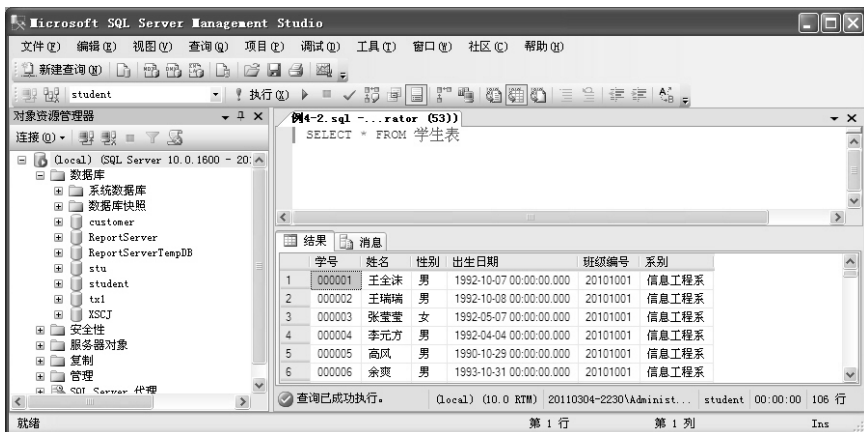 Microsoft SQL Server Management Studio
文件(F) 编辑(E) 视图(V) 查询(Q) 项目(P) 调试(D) 工具(T) 窗口(W) 社区(C) 帮助(H)
新建查询(N)
student 执行(X)
对象资源管理器
连接(O)
(local) (SQL Server 10.0.1600 - 20:
数据库
系统数据库
数据库快照
customer
ReportServer
ReportServerTempDB
stu
student
tx1
XSCJ
安全性
服务器对象
复制
管理
SQL Server 代理
例4-2.sql -...rator (53))
SELECT * FROM 学生表
结果 消息
学号 姓名 性别 出生日期 班级编号 系别
1 000001 王全沫 男 1992-10-07 00:00:00.000 20101001 信息工程系
2 000002 王瑞瑞 男 1992-10-08 00:00:00.000 20101001 信息工程系
3 000003 张莹莹 女 1992-05-07 00:00:00.000 20101001 信息工程系
4 000004 李元方 男 1992-04-04 00:00:00.000 20101001 信息工程系
5 000005 高风 男 1990-10-29 00:00:00.000 20101001 信息工程系
6 000006 余爽 男 1993-10-31 00:00:00.000 20101001 信息工程系
查询已成功执行。 (local) (10.0 RTM) 20110304-2230\Administ... student 00:00:00 106 行
就绪 第 1 行 第 1 列 Ins